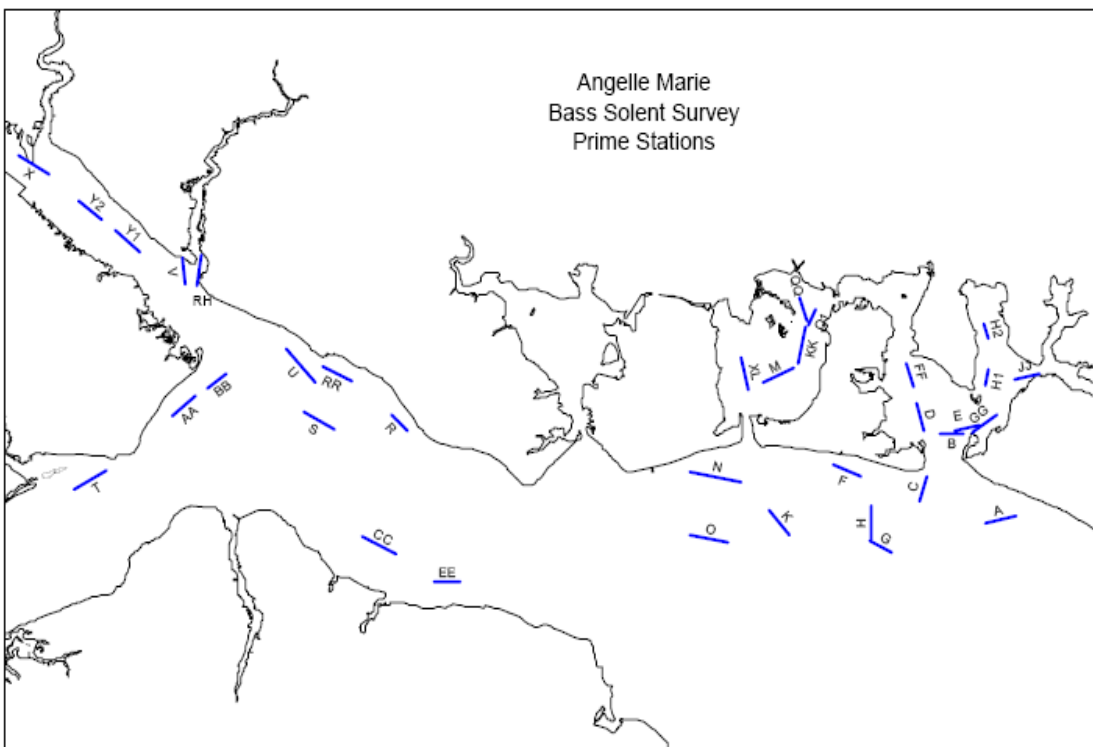 Angelle Marie
Bass Solent Survey
Prime Stations
X
Y2
Y1
V
RH
U
RR
BB
AA
S
R
T
CC
EE
XL
M
KK
FF
H2
H1
JJ
D
E
GG
B
N
F
C
K
H
O
G
A